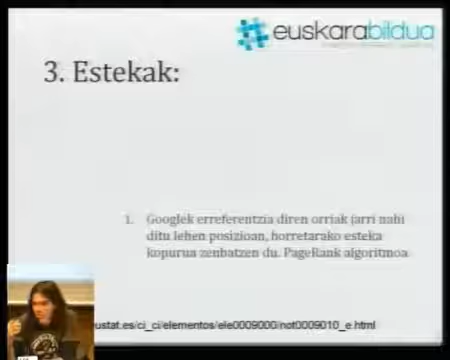 euskarabildua
3. Estekak:
1. Googlek erreferentzia diren orriak jarri nahi
ditu lehen posizioan, horretarako esteka
kopurua zenbatzen du. PageRank algoritmoa
ustat.es/ci_ci/elementos/ele0009000/not0009010_e.html